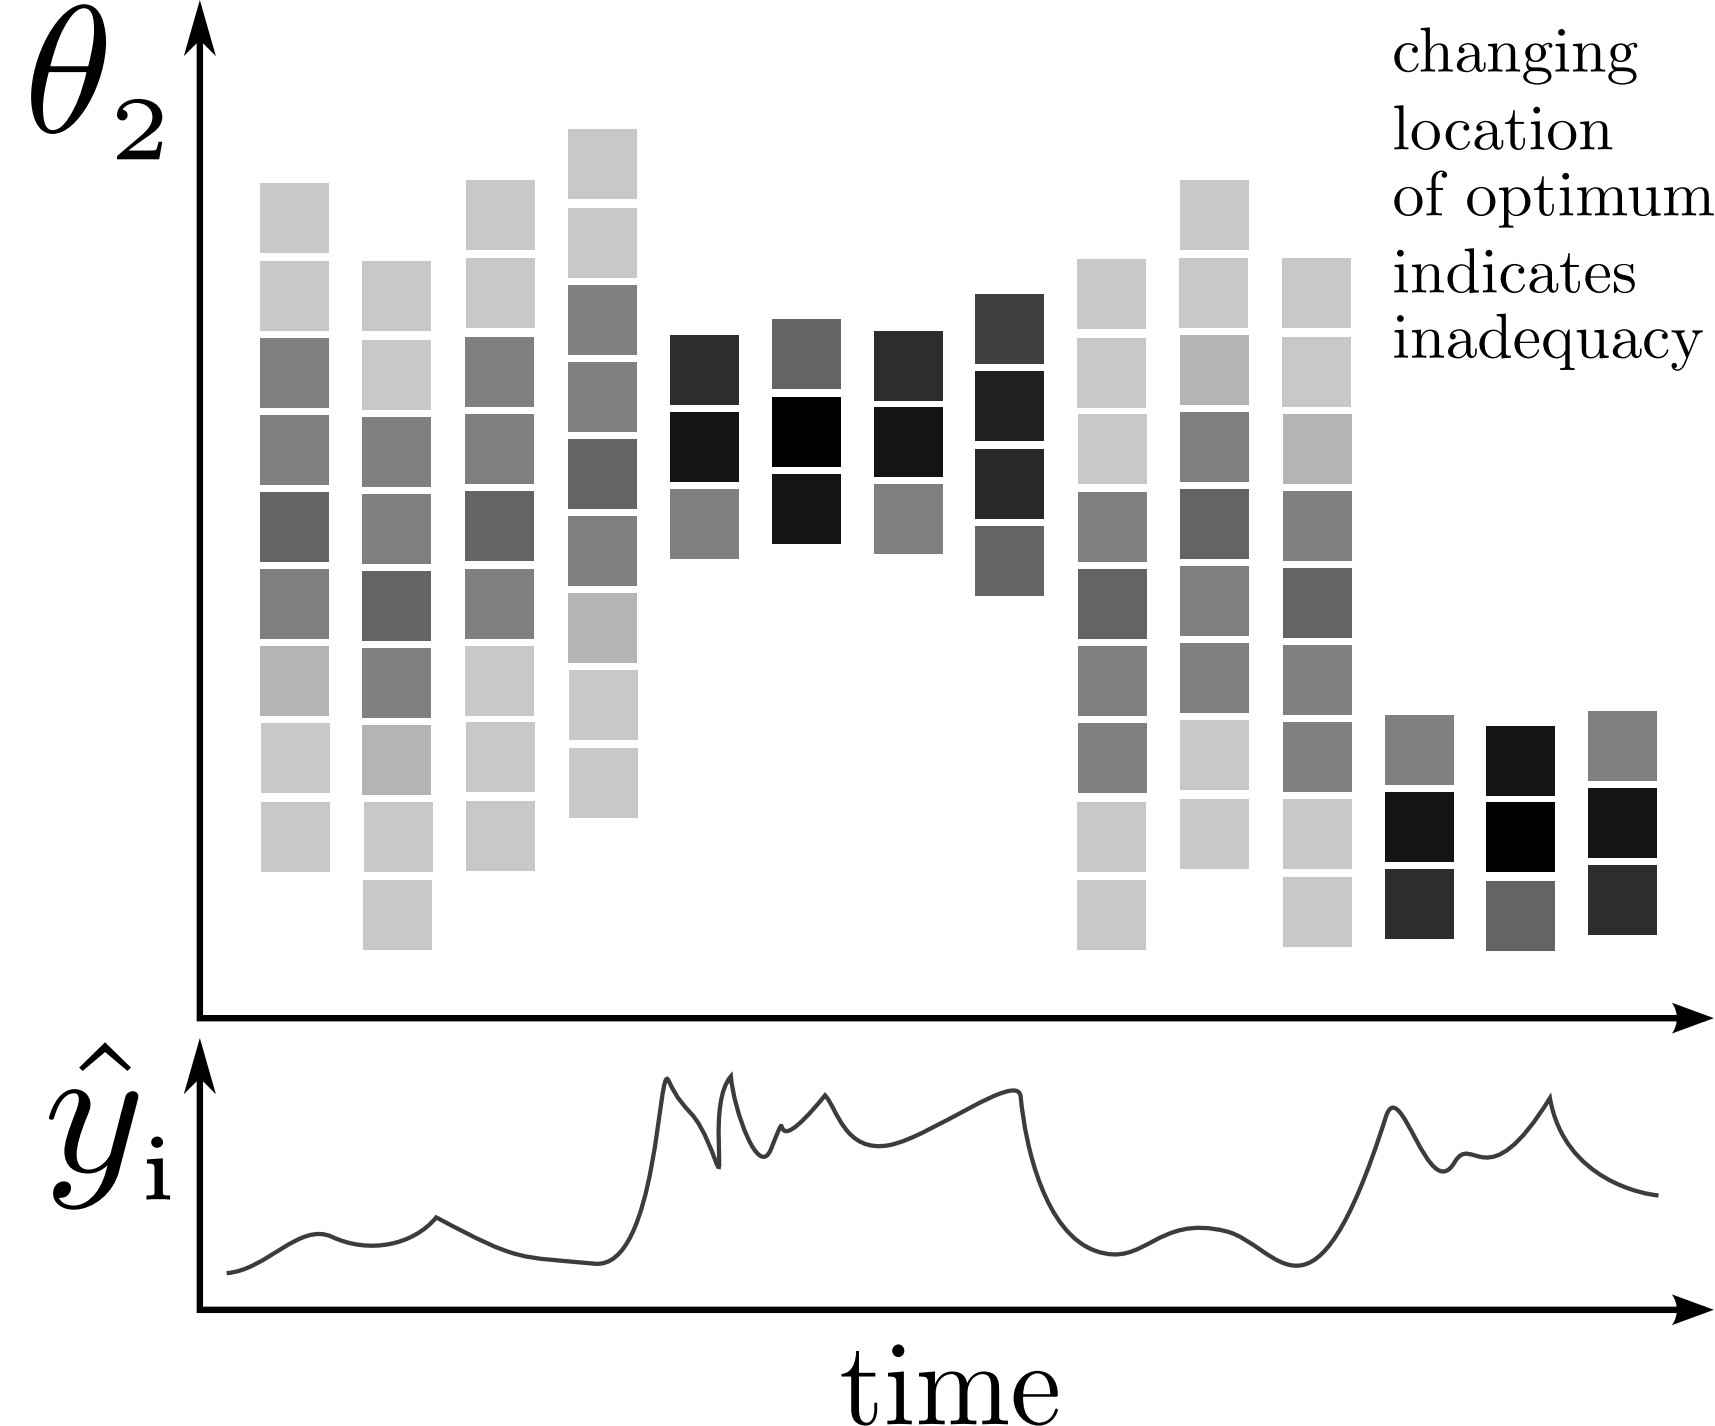 θ₂
changing
location
of optimum
indicates
inadequacy
ŷᵢ
time